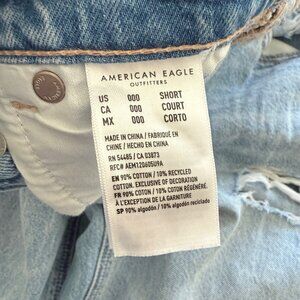 AMERICAN EAGLE
OUTFITTERS
US 000 SHORT
CA 000 COURT
MX 000 CORTO
MADE IN CHINA / FABRIQUÉ EN
CHINE / HECHO EN CHINA
RN 54485 / CA 03873
RFC# AEM120605U9A
EN 90% COTTON / 10% RECYCLED
COTTON. EXCLUSIVE OF DECORATION
FR 90% COTON / 10% COTON RÉGÉNÉRÉ.
À L'EXCEPTION DE LA GARNITURE
SP 90% algodón / 10% algodón reciclado